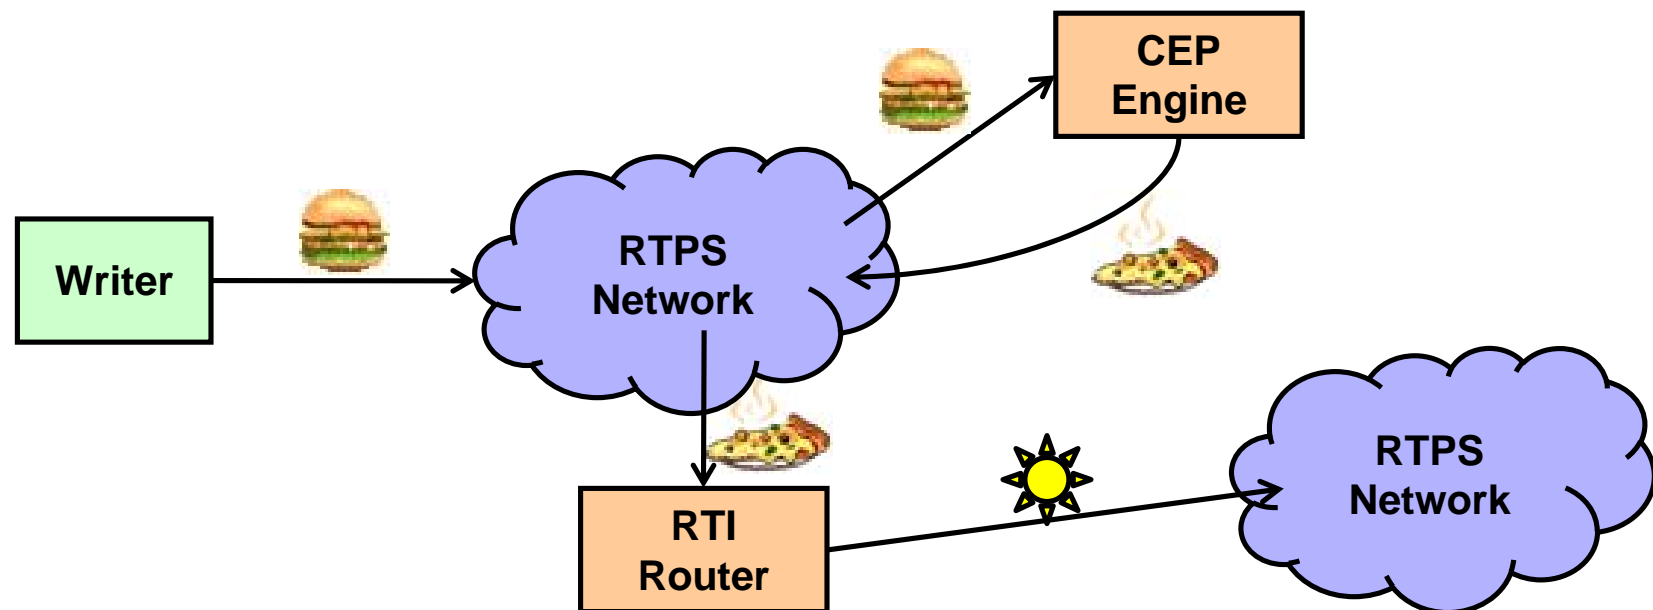 CEP
Engine
Writer
RTPS
Network
RTPS
Network
RTI
Router